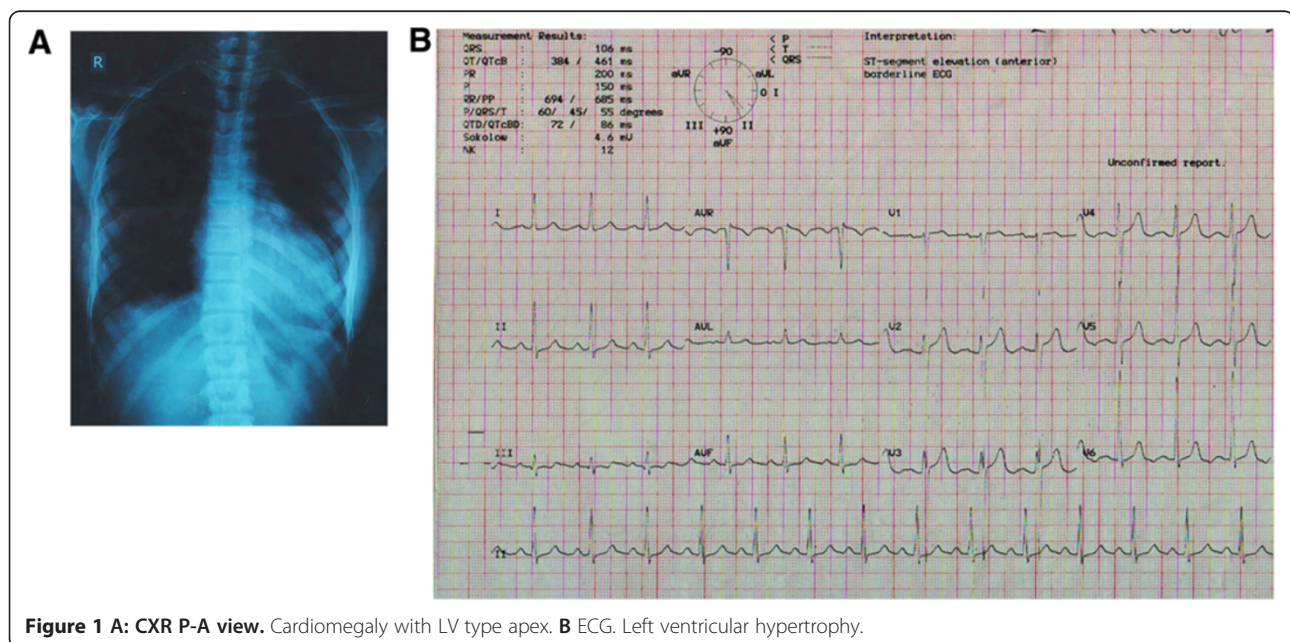 A
R
B
Measurement Results:
QRS : 106 ms
QT/QTcB : 384 / 461 ms
PR : 200 ms
P : 150 ms
RR/PP : 694 / 685 ms
P/QRS/T : 60/ 45/ 55 degrees
QTD/QTcBD : 72 / 86 ms
Sokolow : 4.6 mV
NK : 12
< P
< T
< QRS
-90
aVR
aVL
0 I
III
+90
II
aVF
Interpretation:
ST-segment elevation (anterior)
borderline ECG
Unconfirmed report.
I
AVR
V1
V4
II
AVL
V2
V5
III
AVF
V3
V6
II
Figure 1 A: CXR P-A view. Cardiomegaly with LV type apex. B ECG. Left ventricular hypertrophy.